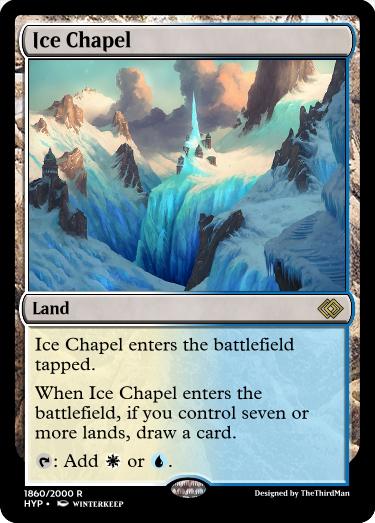 Ice Chapel
Land
Ice Chapel enters the battlefield
tapped.
When Ice Chapel enters the
battlefield, if you control seven or
more lands, draw a card.
: Add or .
1860/2000 R
Designed by TheThirdMan
HYP • WINTERKEEP